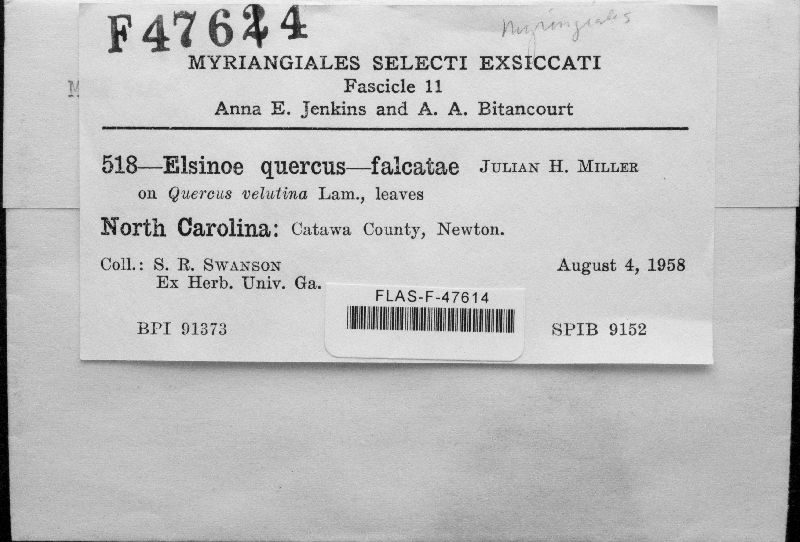 F47614
Myriangiales
MYRIANGIALES SELECTI EXSICCATI
Fascicle 11
Anna E. Jenkins and A. A. Bitancourt
518—Elsinoe quercus—falcatae JULIAN H. MILLER
on Quercus velutina Lam., leaves
North Carolina: Catawa County, Newton.
Coll.: S. R. SWANSON August 4, 1958
Ex Herb. Univ. Ga.
FLAS-F-47614
BPI 91373 SPIB 9152